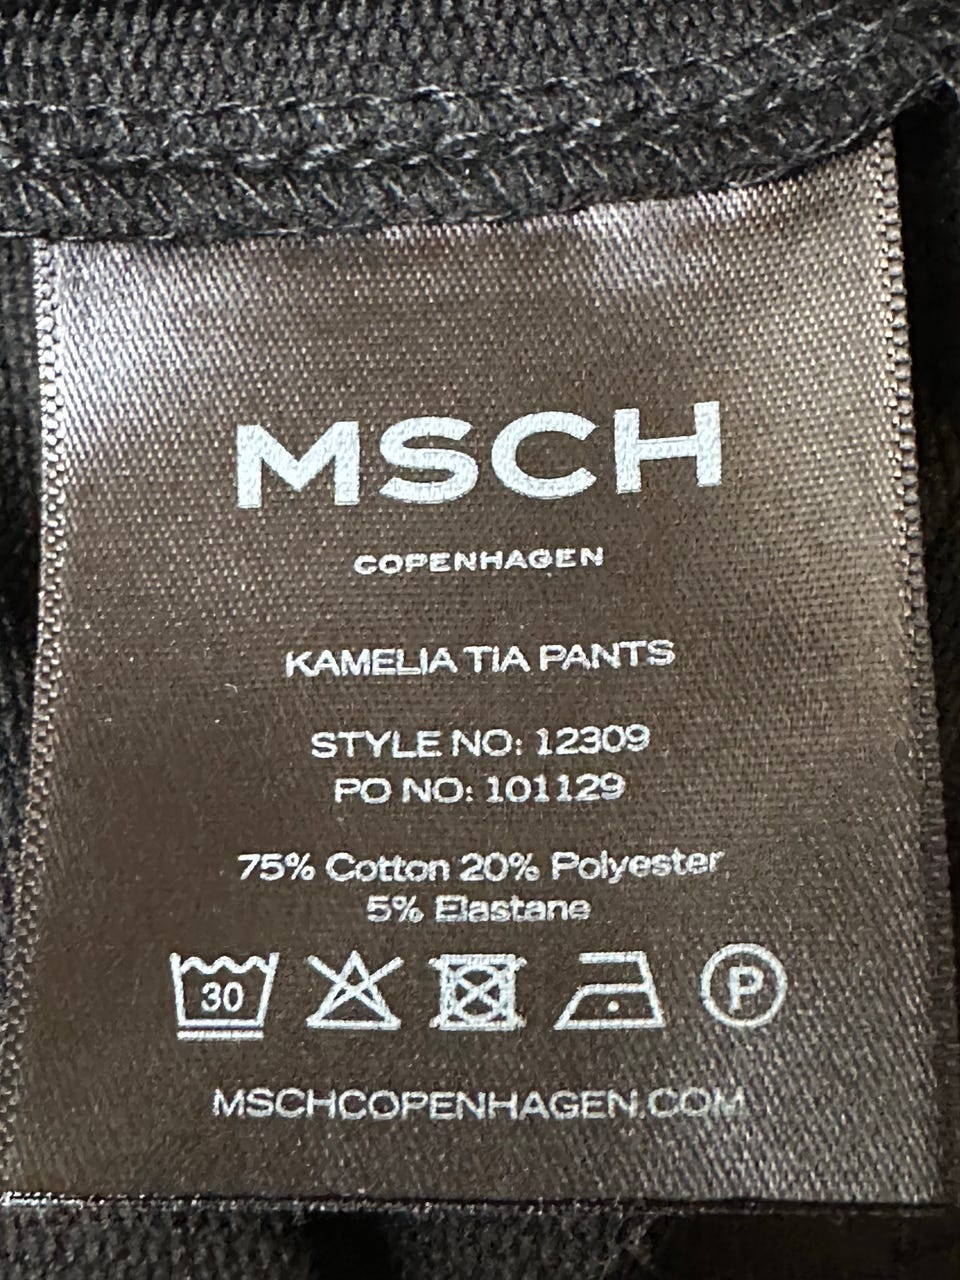 MSCH
COPENHAGEN
KAMELIA TIA PANTS
STYLE NO: 12309
PO NO: 101129
75% Cotton 20% Polyester
5% Elastane
30 P
MSCHCOPENHAGEN.COM